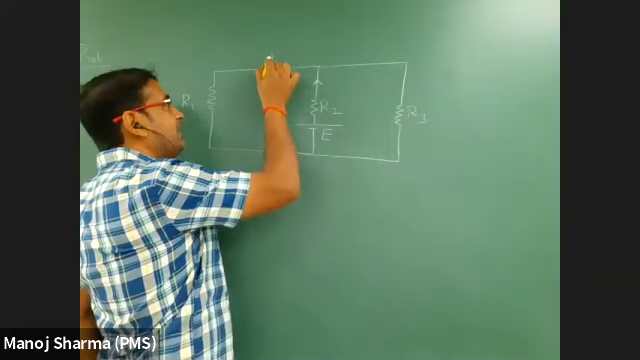 R₁
R₂
E
R₃
Manoj Sharma (PMS)